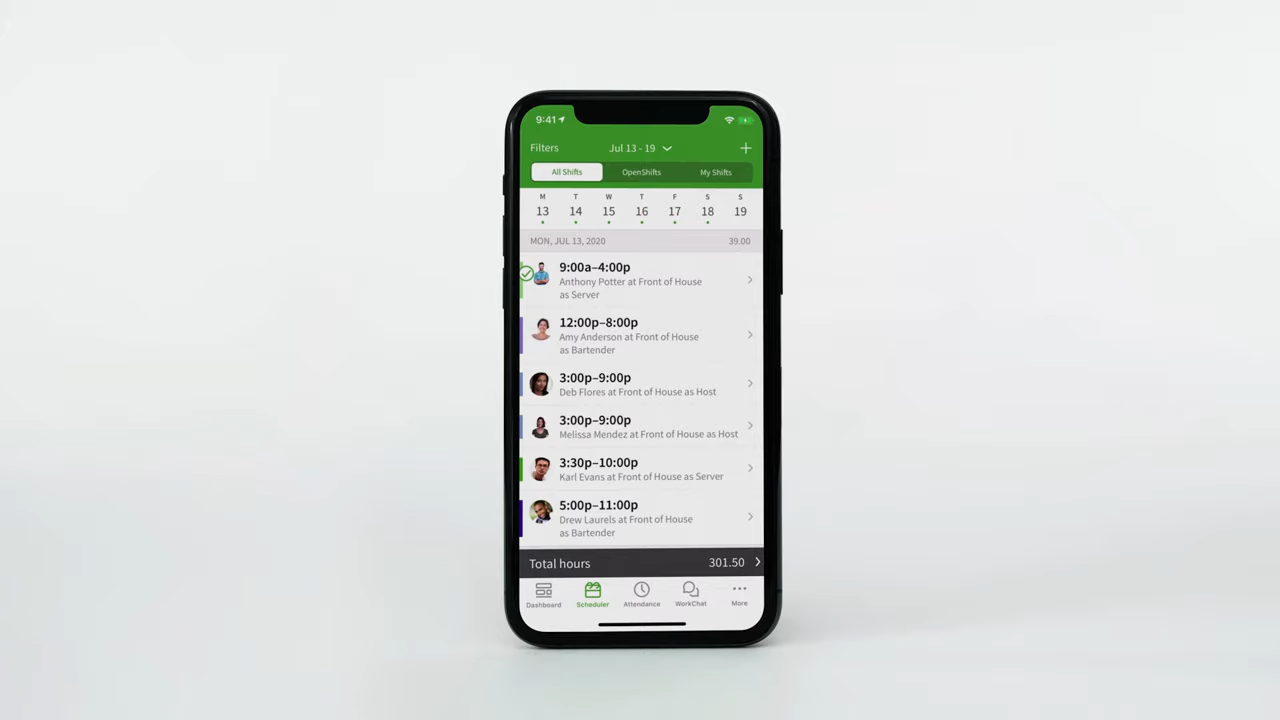 9:41
Filters
Jul 13 - 19
+
All Shifts
OpenShifts
My Shifts
M T W T F S S
13 14 15 16 17 18 19
MON, JUL 13, 2020 39.00
9:00a–4:00p
Anthony Potter at Front of House
as Server
12:00p–8:00p
Amy Anderson at Front of House
as Bartender
3:00p–9:00p
Deb Flores at Front of House as Host
3:00p–9:00p
Melissa Mendez at Front of House as Host
3:30p–10:00p
Karl Evans at Front of House as Server
5:00p–11:00p
Drew Laurels at Front of House
as Bartender
Total hours 301.50
Dashboard
Scheduler
Attendance
WorkChat
More